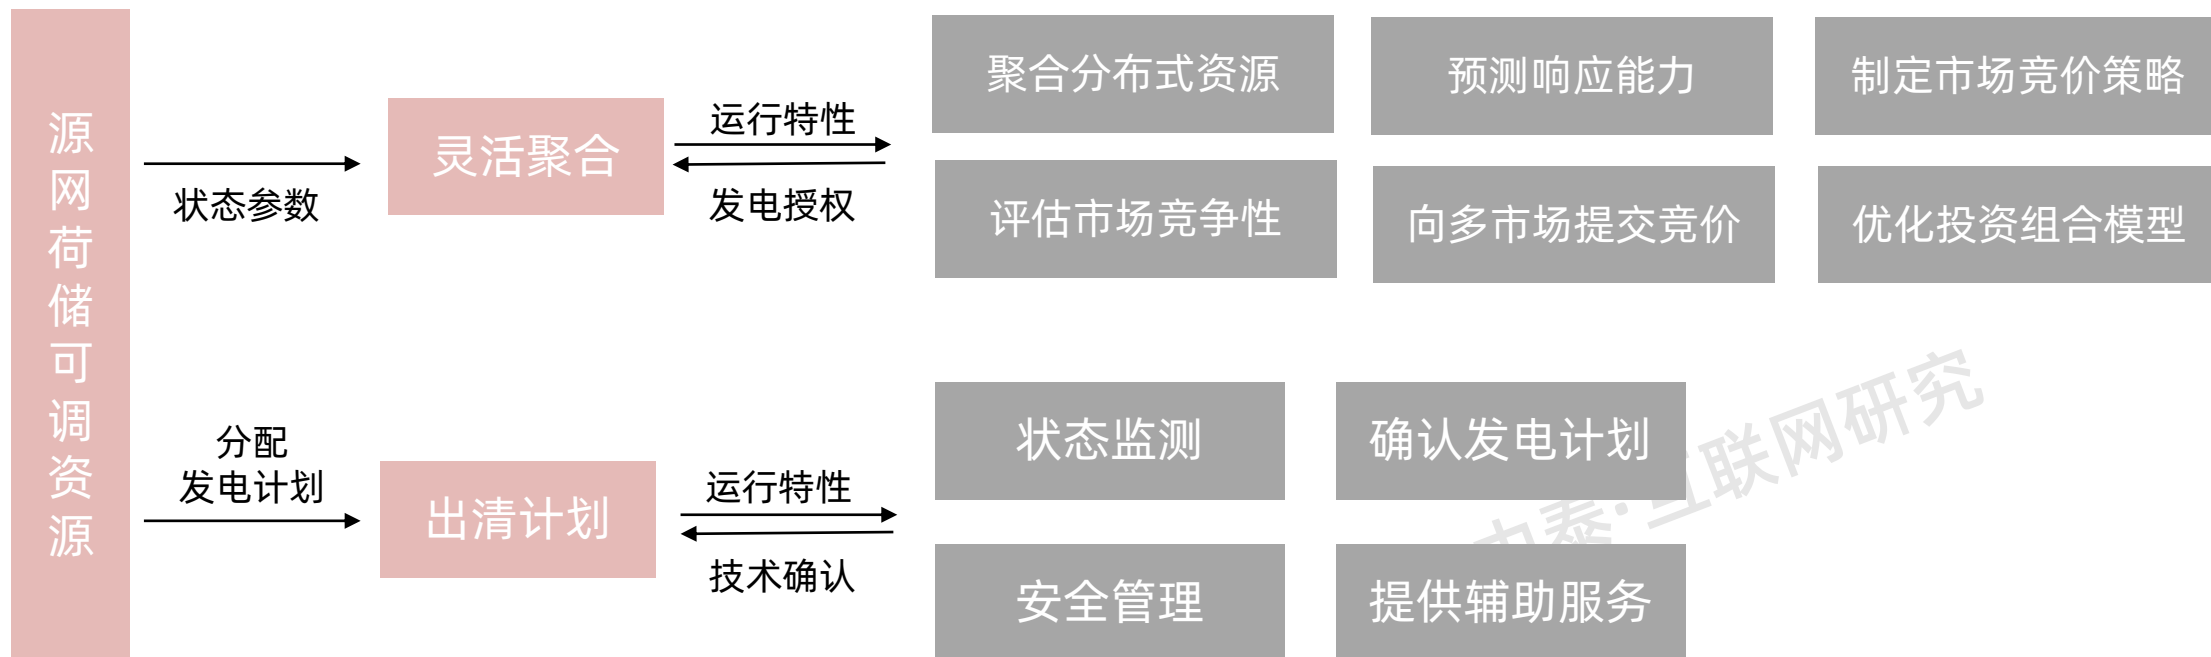 源网荷储可调资源
状态参数
灵活聚合
运行特性
发电授权
聚合分布式资源
预测响应能力
制定市场竞价策略
评估市场竞争性
向多市场提交竞价
优化投资组合模型
分配
发电计划
出清计划
运行特性
技术确认
状态监测
确认发电计划
安全管理
提供辅助服务
中泰·互联网研究